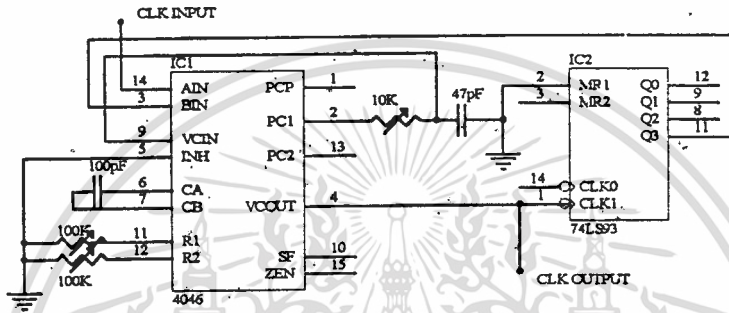 CLK INPUT
IC1
14 AIN
3 BIN
9 VCIN
5 INH
100pF
6 CA
7 CB
100K
11 R1
12 R2
100K
4046
PCP 1
PC1 2
PC2 13
VCOUT 4
SF 10
ZEN 15
10K
47pF
IC2
2 MR1
3 MR2
14 CLK0
1 CLK1
Q0 12
Q1 9
Q2 8
Q3 11
74LS93
CLK OUTPUT